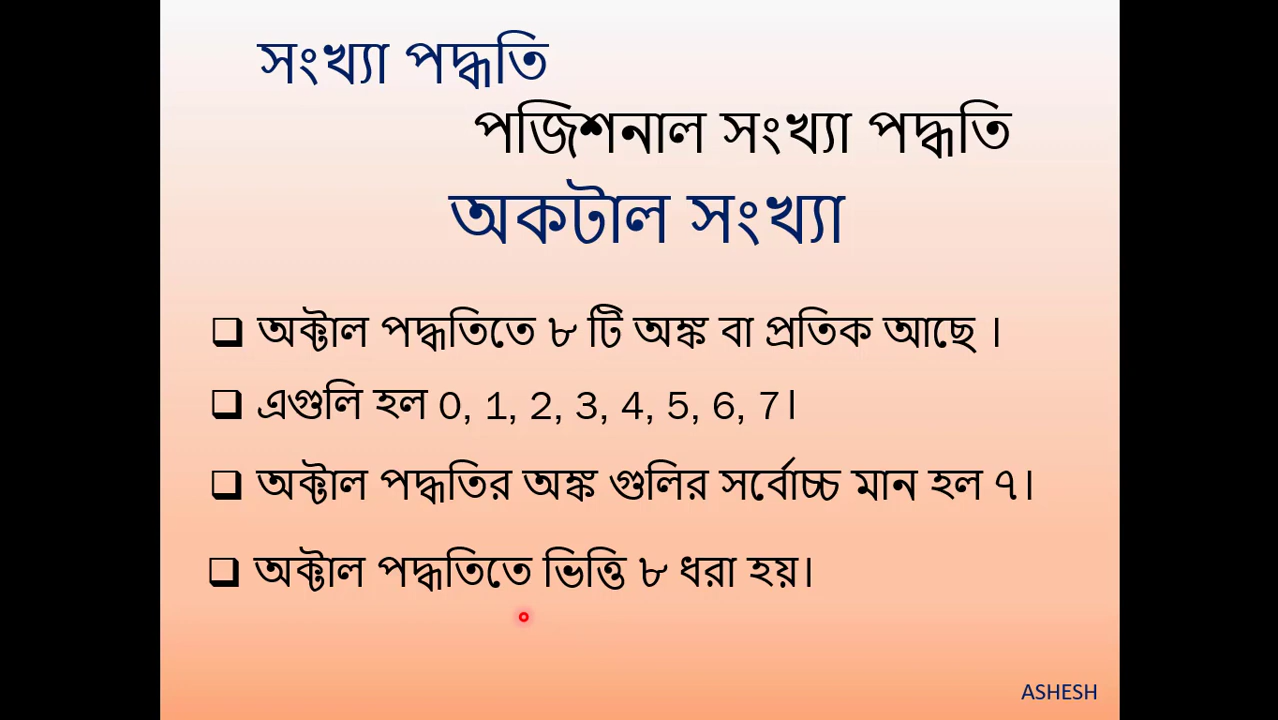 সংখ্যা পদ্ধতি
পজিশনাল সংখ্যা পদ্ধতি
অকটাল সংখ্যা
অক্টাল পদ্ধতিতে ৮ টি অঙ্ক বা প্রতিক আছে ।
এগুলি হল 0, 1, 2, 3, 4, 5, 6, 7।
অক্টাল পদ্ধতির অঙ্ক গুলির সর্বোচ্চ মান হল ৭।
অক্টাল পদ্ধতিতে ভিত্তি ৮ ধরা হয়।
ASHESH